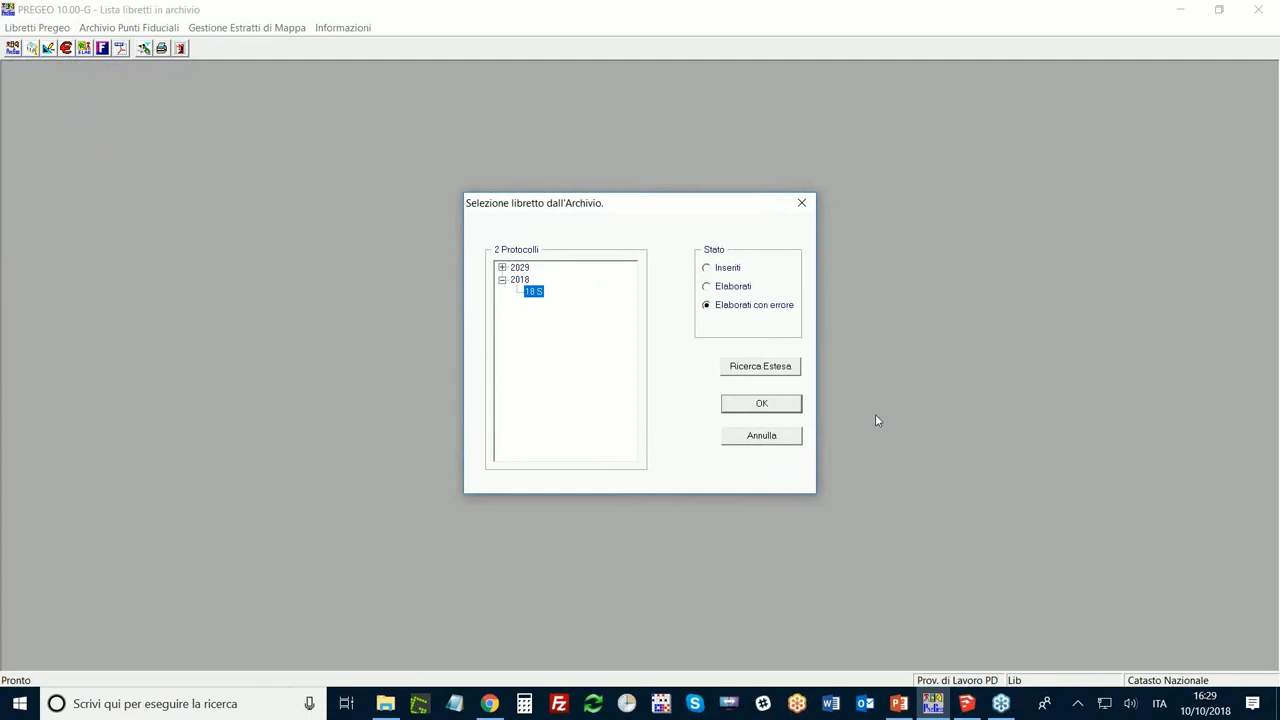 PREGEO 10.00-G - Lista libretti in archivio
Libretti Pregeo Archivio Punti Fiduciali Gestione Estratti di Mappa Informazioni
Selezione libretto dall'Archivio.
2 Protocolli
2029
2018
18 S
Stato
Inseriti
Elaborati
Elaborati con errore
Ricerca Estesa
OK
Annulla
Pronto
Prov. di Lavoro PD
Lib
Catasto Nazionale
Scrivi qui per eseguire la ricerca
ITA
16:29
10/10/2018